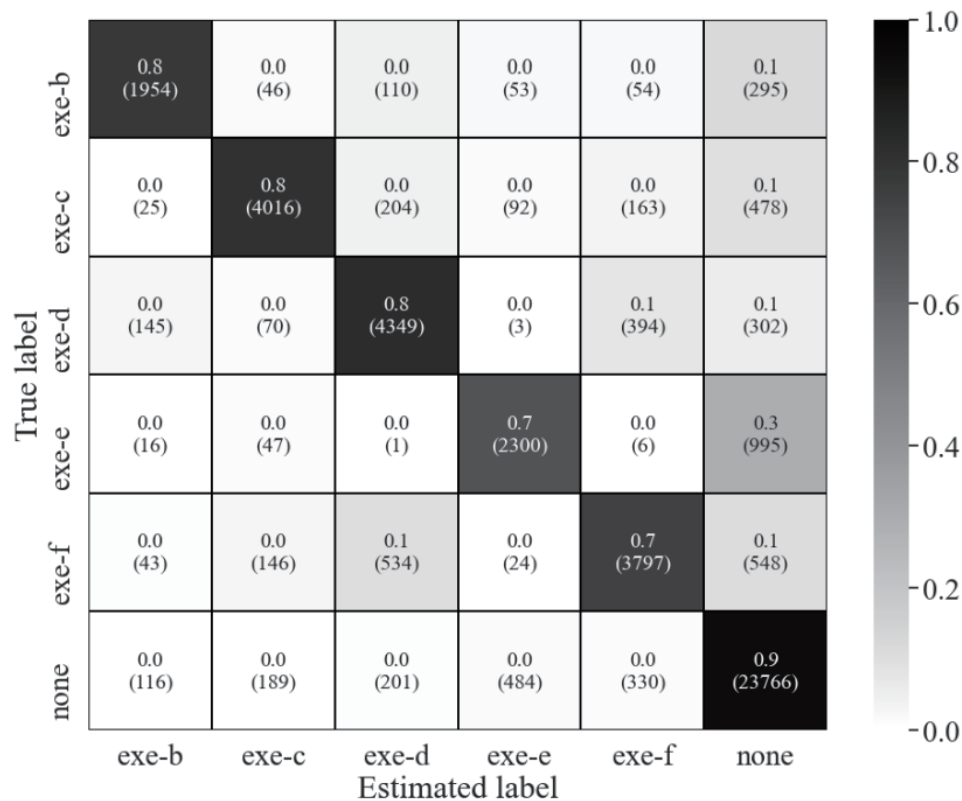 0.8 0.0 0.0 0.0 0.0 0.1
(1954) (46) (110) (53) (54) (295)
exe-b
0.0 0.8 0.0 0.0 0.0 0.1
(25) (4016) (204) (92) (163) (478)
exe-c
0.0 0.0 0.8 0.0 0.1 0.1
(145) (70) (4349) (3) (394) (302)
exe-d
0.0 0.0 0.0 0.7 0.0 0.3
(16) (47) (1) (2300) (6) (995)
exe-e
0.0 0.0 0.1 0.0 0.7 0.1
(43) (146) (534) (24) (3797) (548)
exe-f
0.0 0.0 0.0 0.0 0.0 0.9
(116) (189) (201) (484) (330) (23766)
none
True label
exe-b exe-c exe-d exe-e exe-f none
Estimated label
1.0
0.8
0.6
0.4
0.2
0.0